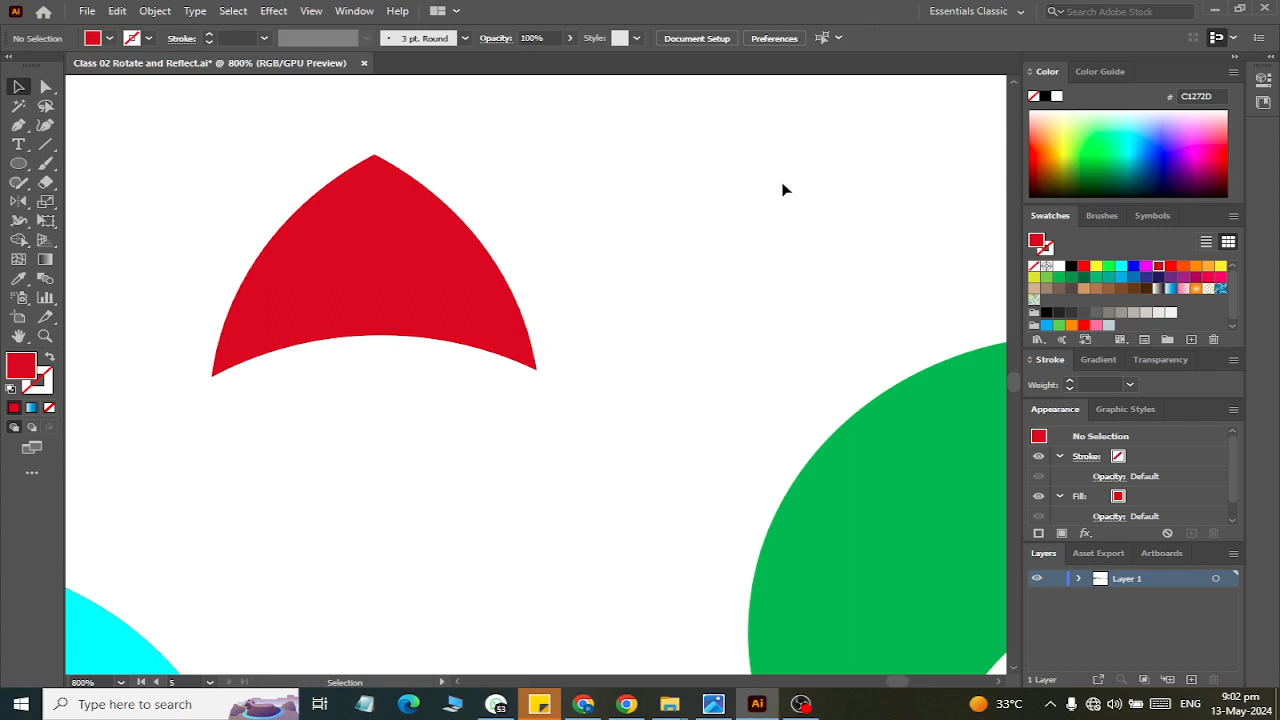 Ai File Edit Object Type Select Effect View Window Help Essentials Classic Search Adobe Stock
No Selection Stroke: 3 pt. Round Opacity: 100% Style: Document Setup Preferences
Class 02 Rotate and Reflect.ai* @ 800% (RGB/GPU Preview) ×
Color Color Guide
# C1272D
Swatches Brushes Symbols
Stroke Gradient Transparency
Weight:
Appearance Graphic Styles
No Selection
Stroke:
Opacity: Default
Fill:
Opacity: Default
fx
Layers Asset Export Artboards
Layer 1
1 Layer
800% 5 Selection
Type here to search Ai 33°C 9:02 pm
13-May-2024